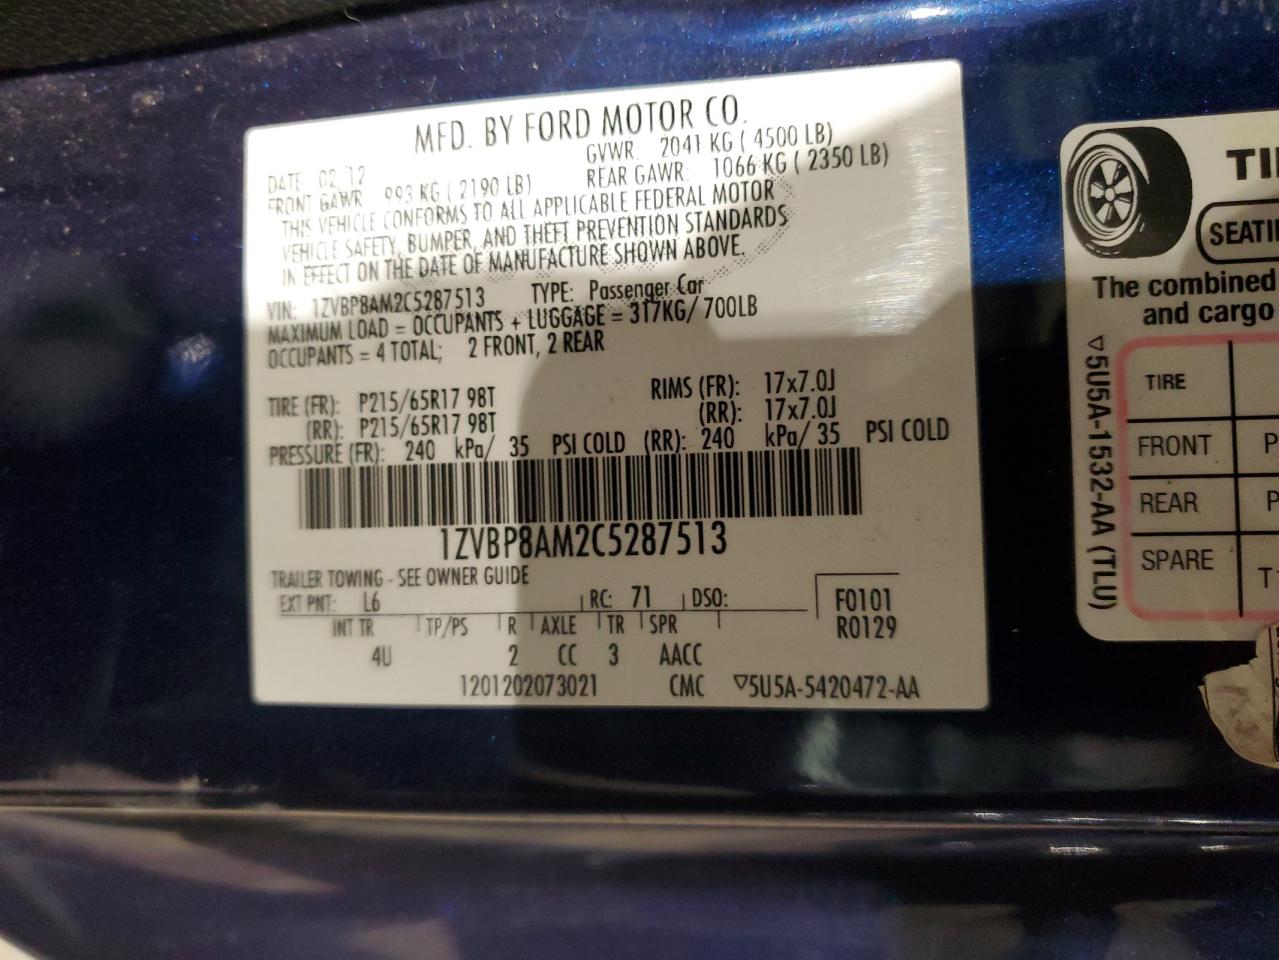 MFD. BY FORD MOTOR CO.
DATE 02 12 GVWR: 2041 KG ( 4500 LB)
FRONT GAWR 993 KG ( 2190 LB) REAR GAWR: 1066 KG ( 2350 LB)
THIS VEHICLE CONFORMS TO ALL APPLICABLE FEDERAL MOTOR
VEHICLE SAFETY, BUMPER, AND THEFT PREVENTION STANDARDS
IN EFFECT ON THE DATE OF MANUFACTURE SHOWN ABOVE.
VIN: 1ZVBP8AM2C5287513 TYPE: Passenger Car
MAXIMUM LOAD = OCCUPANTS + LUGGAGE = 317KG/ 700LB
OCCUPANTS = 4 TOTAL; 2 FRONT, 2 REAR
TIRE (FR): P215/65R17 98T RIMS (FR): 17x7.0J
(RR): P215/65R17 98T (RR): 17x7.0J
PRESSURE (FR): 240 kPa/ 35 PSI COLD (RR): 240 kPa/ 35 PSI COLD
1ZVBP8AM2C5287513
TRAILER TOWING - SEE OWNER GUIDE
EXT PNT: L6 RC: 71 DSO: F0101
INT TR TP/PS R AXLE TR SPR R0129
4U 2 CC 3 AACC
1201202073021 CMC ▽5U5A-5420472-AA
TI
SEATI
The combined
and cargo
▽5U5A-1532-AA (TLU)
TIRE
FRONT P
REAR P
SPARE T